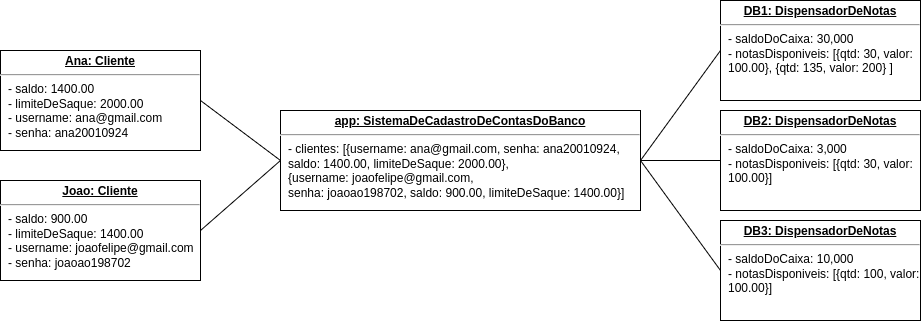 Ana: Cliente
- saldo: 1400.00
- limiteDeSaque: 2000.00
- username: ana@gmail.com
- senha: ana20010924
Joao: Cliente
- saldo: 900.00
- limiteDeSaque: 1400.00
- username: joaofelipe@gmail.com
- senha: joaoao198702
app: SistemaDeCadastroDeContasDoBanco
- clientes: [{username: ana@gmail.com, senha: ana20010924,
saldo: 1400.00, limiteDeSaque: 2000.00},
{username: joaofelipe@gmail.com,
senha: joaoao198702, saldo: 900.00, limiteDeSaque: 1400.00}]
DB1: DispensadorDeNotas
- saldoDoCaixa: 30,000
- notasDisponiveis: [{qtd: 30, valor:
100.00}, {qtd: 135, valor: 200} ]
DB2: DispensadorDeNotas
- saldoDoCaixa: 3,000
- notasDisponiveis: [{qtd: 30, valor:
100.00}]
DB3: DispensadorDeNotas
- saldoDoCaixa: 10,000
- notasDisponiveis: [{qtd: 100, valor:
100.00}]